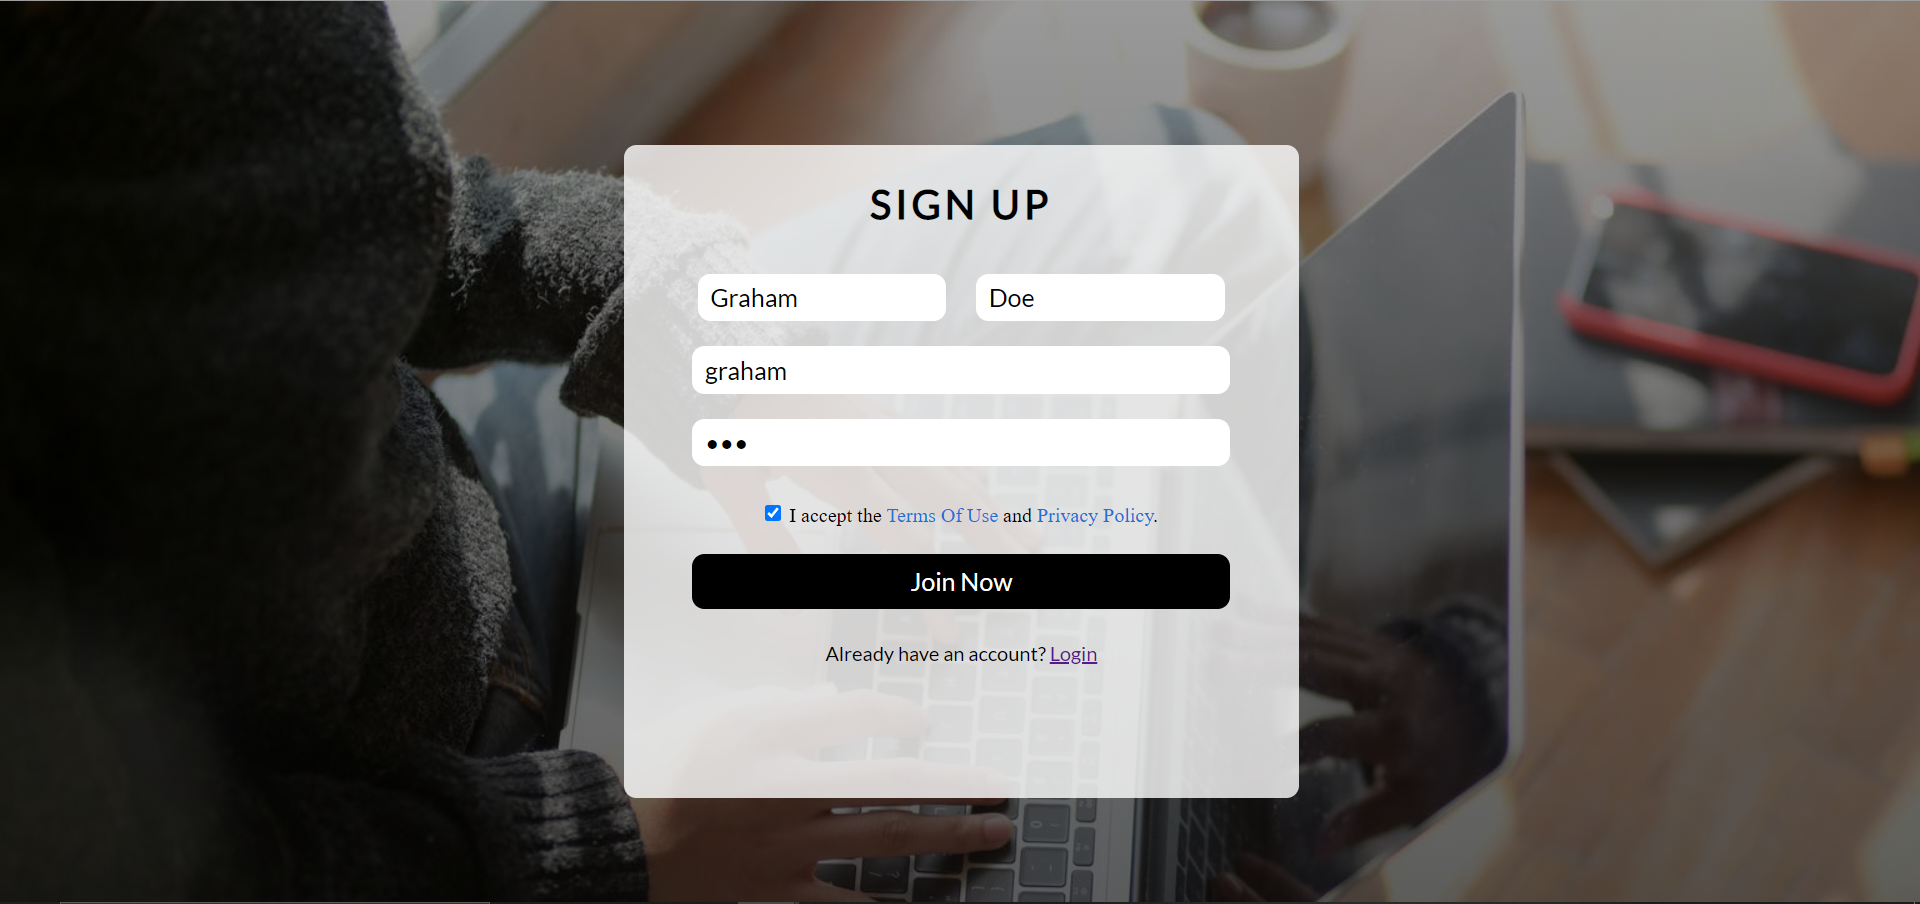 SIGN UP
Graham Doe
graham
•••
I accept the Terms Of Use and Privacy Policy.
Join Now
Already have an account? Login